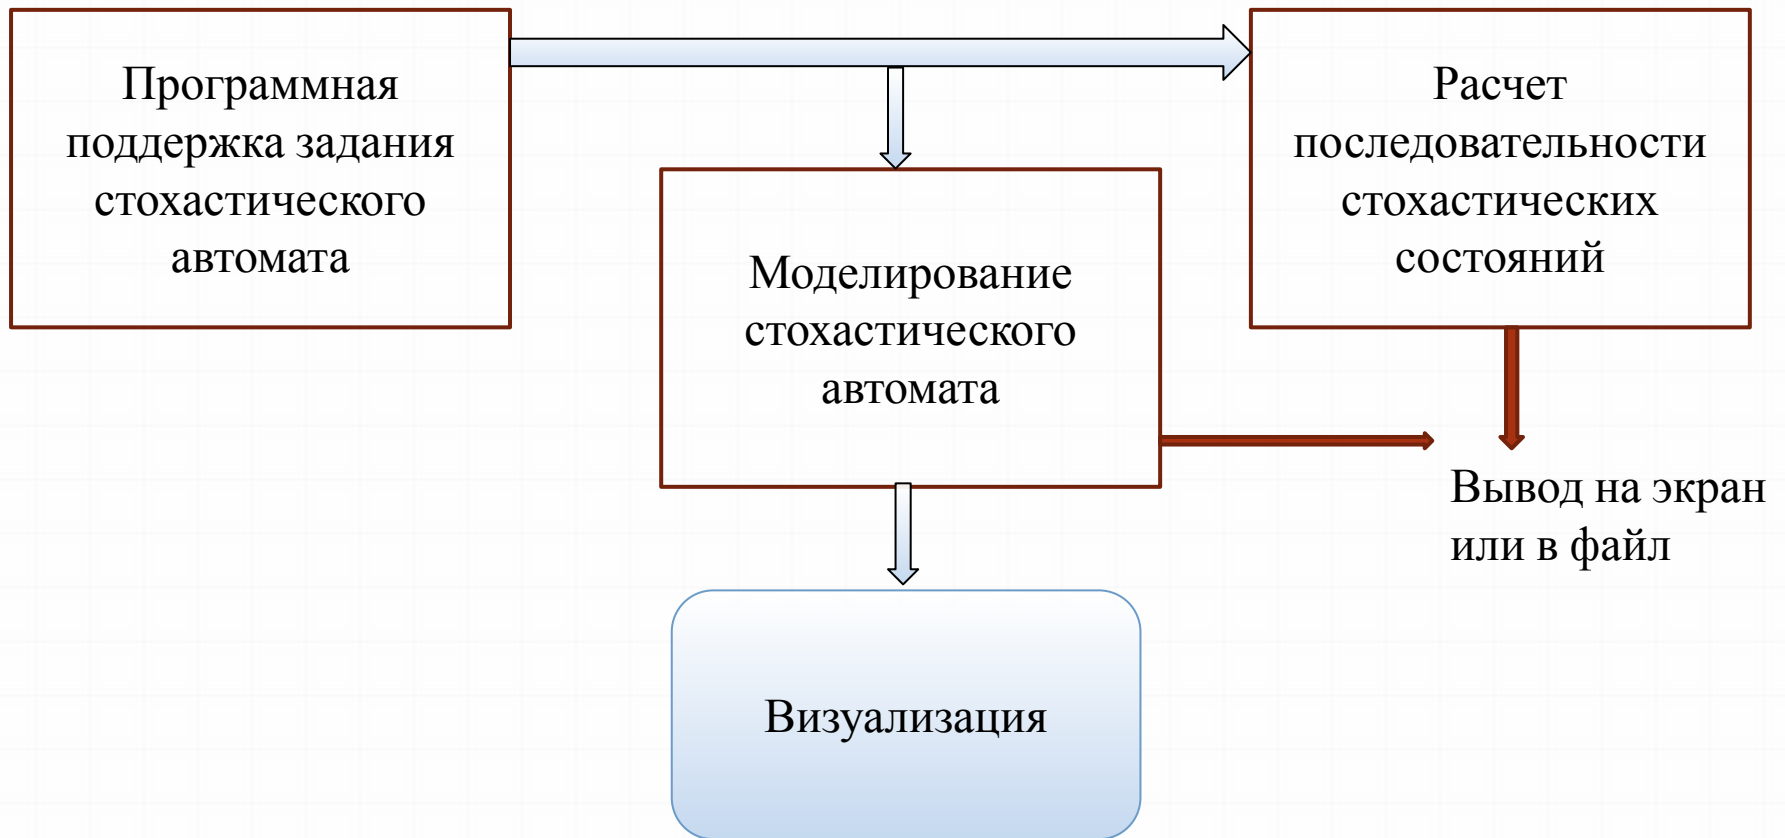 Программная
поддержка задания
стохастического
автомата
Расчет
последовательности
стохастических
состояний
Моделирование
стохастического
автомата
Вывод на экран
или в файл
Визуализация